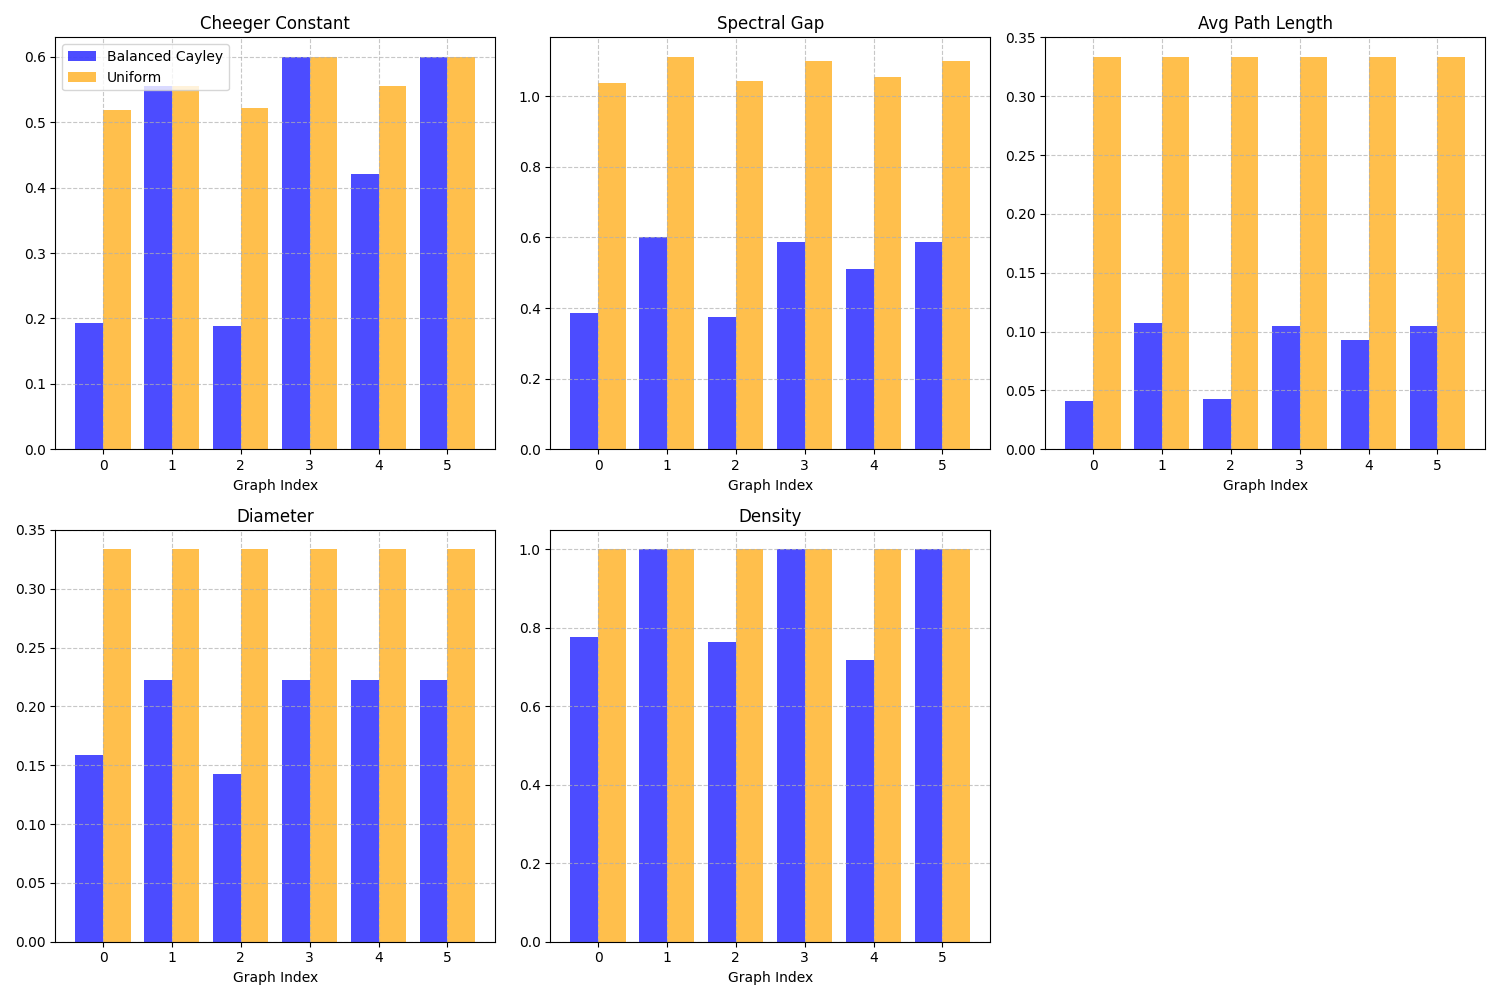 Cheeger Constant
Balanced Cayley
Uniform
0.6
0.5
0.4
0.3
0.2
0.1
0.0
0 1 2 3 4 5
Graph Index
Spectral Gap
1.0
0.8
0.6
0.4
0.2
0.0
0 1 2 3 4 5
Graph Index
Avg Path Length
0.35
0.30
0.25
0.20
0.15
0.10
0.05
0.00
0 1 2 3 4 5
Graph Index
Diameter
0.35
0.30
0.25
0.20
0.15
0.10
0.05
0.00
0 1 2 3 4 5
Graph Index
Density
1.0
0.8
0.6
0.4
0.2
0.0
0 1 2 3 4 5
Graph Index